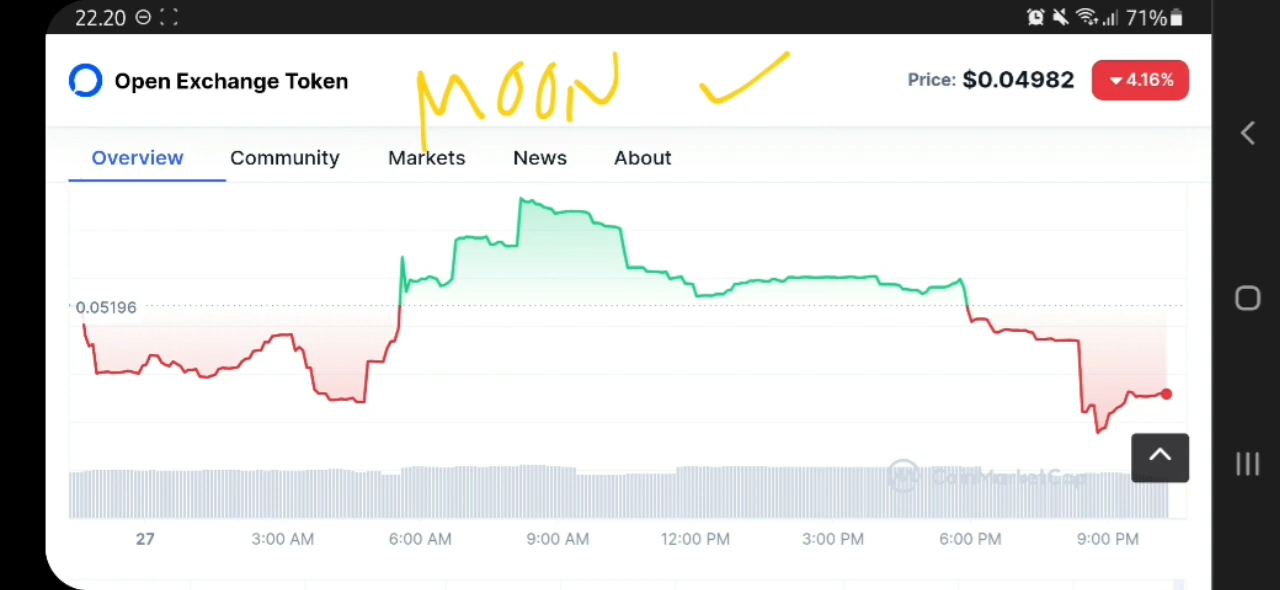 22.20 71%
MOON
Open Exchange Token Price: $0.04982 4.16%
Overview Community Markets News About
0.05196
CoinMarketCap
27 3:00 AM 6:00 AM 9:00 AM 12:00 PM 3:00 PM 6:00 PM 9:00 PM